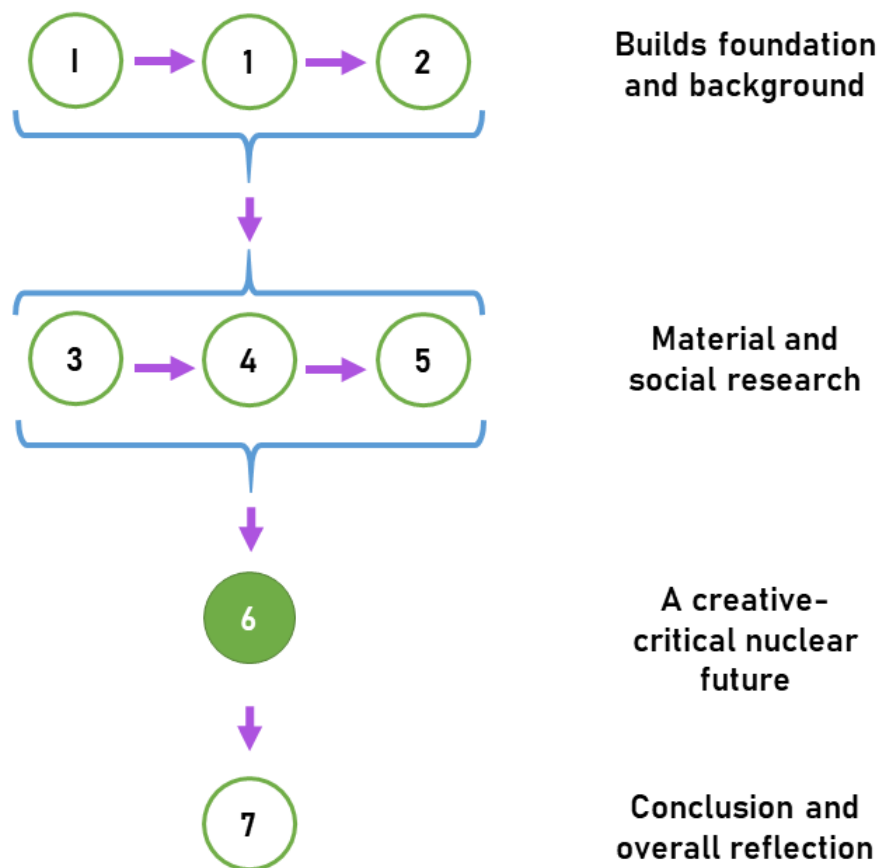 I
1
2
Builds foundation
and background
3
4
5
Material and
social research
6
A creative-
critical nuclear
future
7
Conclusion and
overall reflection